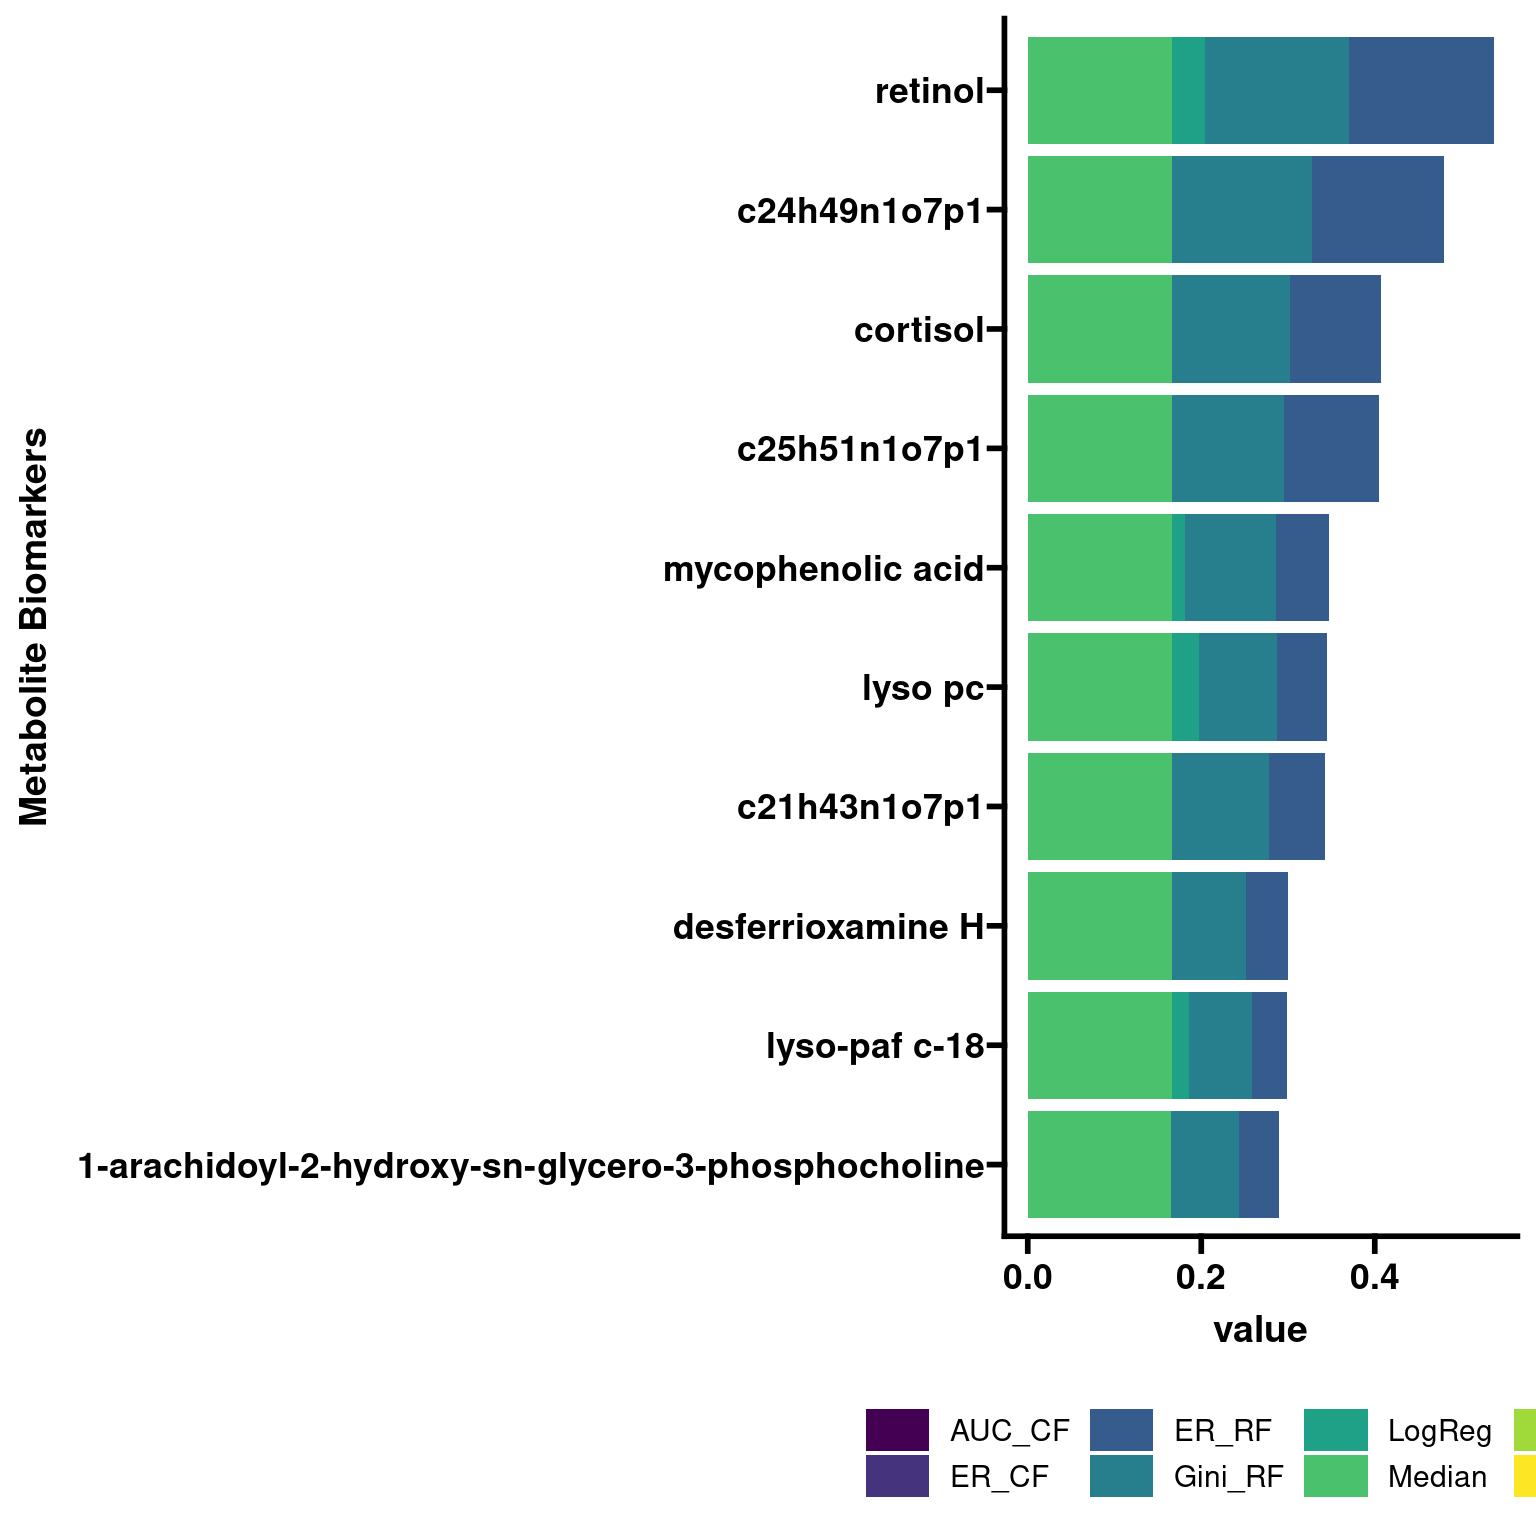 retinol
c24h49n1o7p1
cortisol
c25h51n1o7p1
mycophenolic acid
lyso pc
c21h43n1o7p1
desferrioxamine H
lyso-paf c-18
1-arachidoyl-2-hydroxy-sn-glycero-3-phosphocholine
Metabolite Biomarkers
0.0 0.2 0.4
value
AUC_CF ER_RF LogReg
ER_CF Gini_RF Median